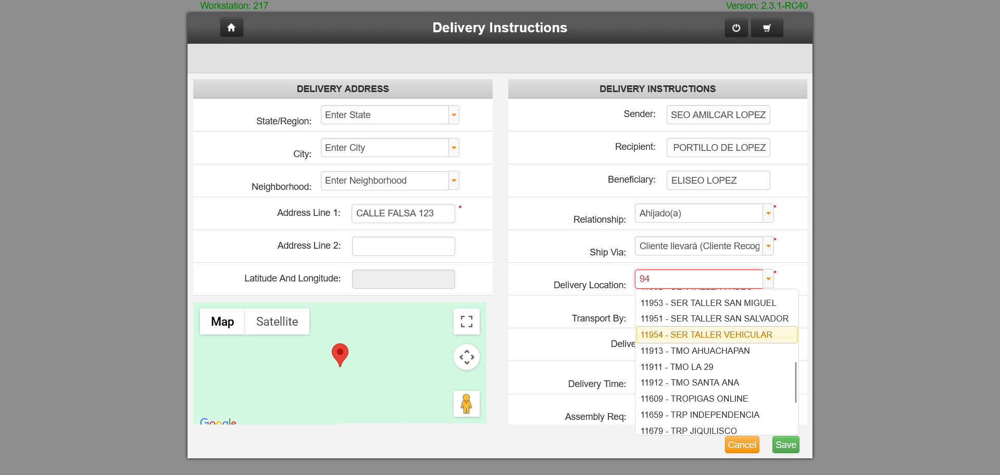 Workstation: 217
Version: 2.3.1-RC40
Delivery Instructions
DELIVERY ADDRESS
State/Region:
Enter State
City:
Enter City
Neighborhood:
Enter Neighborhood
Address Line 1:
CALLE FALSA 123
*
Address Line 2:
Latitude And Longitude:
Map
Satellite
Google
DELIVERY INSTRUCTIONS
Sender:
SEO AMILCAR LOPEZ
Recipient:
PORTILLO DE LOPEZ
Beneficiary:
ELISEO LOPEZ
Relationship:
Ahijado(a)
*
Ship Via:
Cliente llevará (Cliente Recog
*
Delivery Location:
94
*
11953 - SER TALLER SAN MIGUEL
11951 - SER TALLER SAN SALVADOR
11954 - SER TALLER VEHICULAR
11913 - TMO AHUACHAPAN
11911 - TMO LA 29
11912 - TMO SANTA ANA
11609 - TROPIGAS ONLINE
11659 - TRP INDEPENDENCIA
11679 - TRP JIQUILISCO
Transport By:
Delive
Delivery Time:
Assembly Req:
Cancel
Save